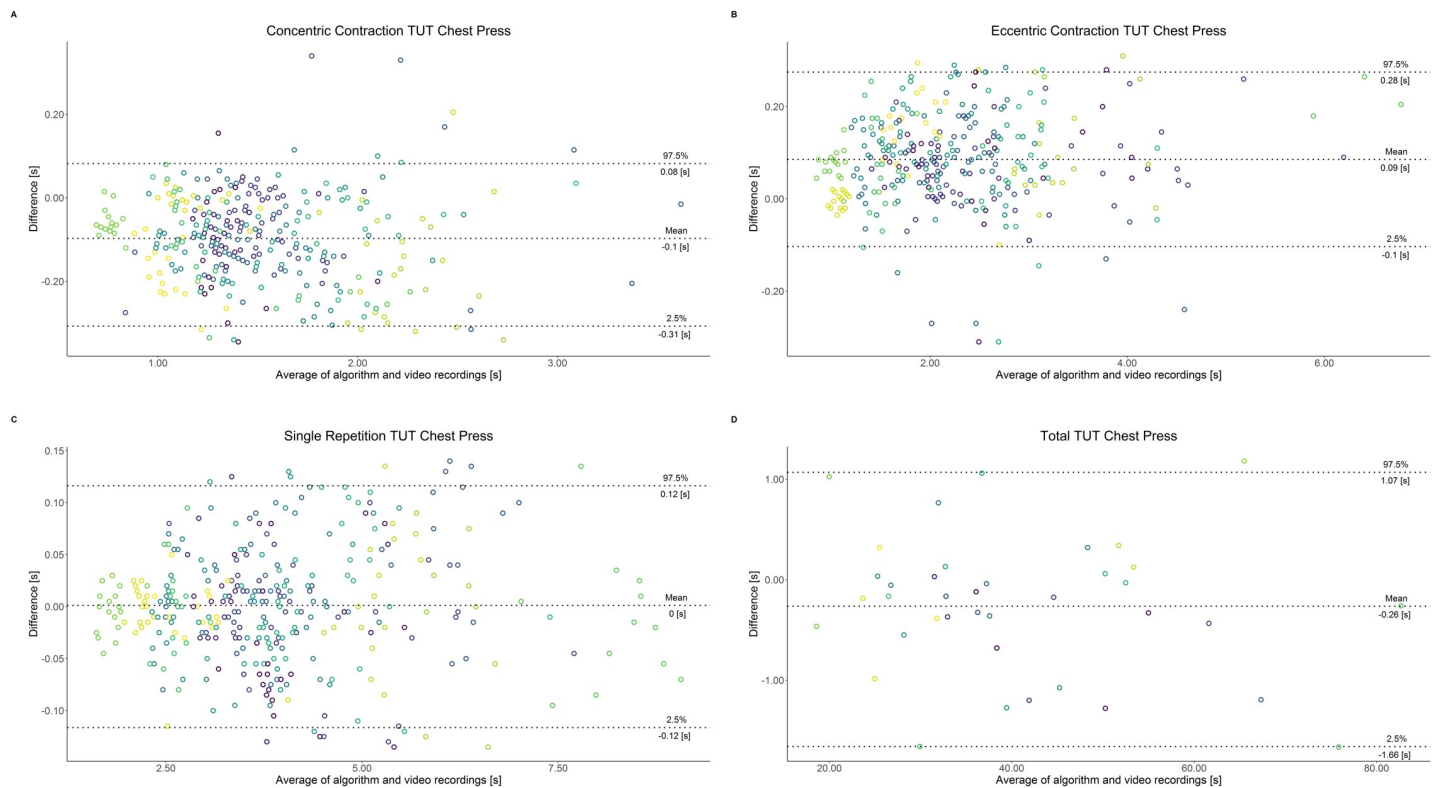 A
Concentric Contraction TUT Chest Press
Difference [s]
0.20
0.00
-0.20
97.5%
0.08 [s]
Mean
-0.1 [s]
2.5%
-0.31 [s]
1.00 2.00 3.00
Average of algorithm and video recordings [s]
B
Eccentric Contraction TUT Chest Press
Difference [s]
0.20
0.00
-0.20
97.5%
0.28 [s]
Mean
0.09 [s]
2.5%
-0.1 [s]
2.00 4.00 6.00
Average of algorithm and video recordings [s]
C
Single Repetition TUT Chest Press
Difference [s]
0.15
0.10
0.05
0.00
-0.05
-0.10
97.5%
0.12 [s]
Mean
0 [s]
2.5%
-0.12 [s]
2.50 5.00 7.50
Average of algorithm and video recordings [s]
D
Total TUT Chest Press
Difference [s]
1.00
0.00
-1.00
97.5%
1.07 [s]
Mean
-0.26 [s]
2.5%
-1.66 [s]
20.00 40.00 60.00 80.00
Average of algorithm and video recordings [s]